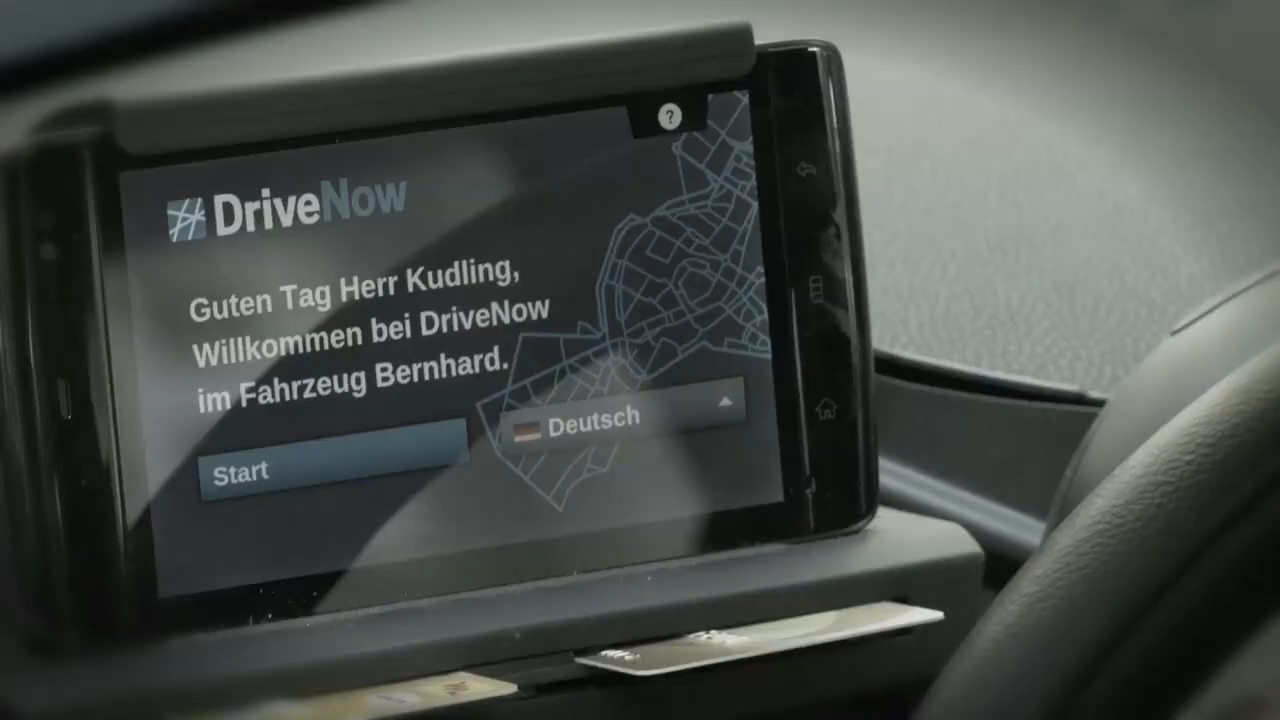 ?
DriveNow
Guten Tag Herr Kudling,
Willkommen bei DriveNow
im Fahrzeug Bernhard.
Deutsch
Start